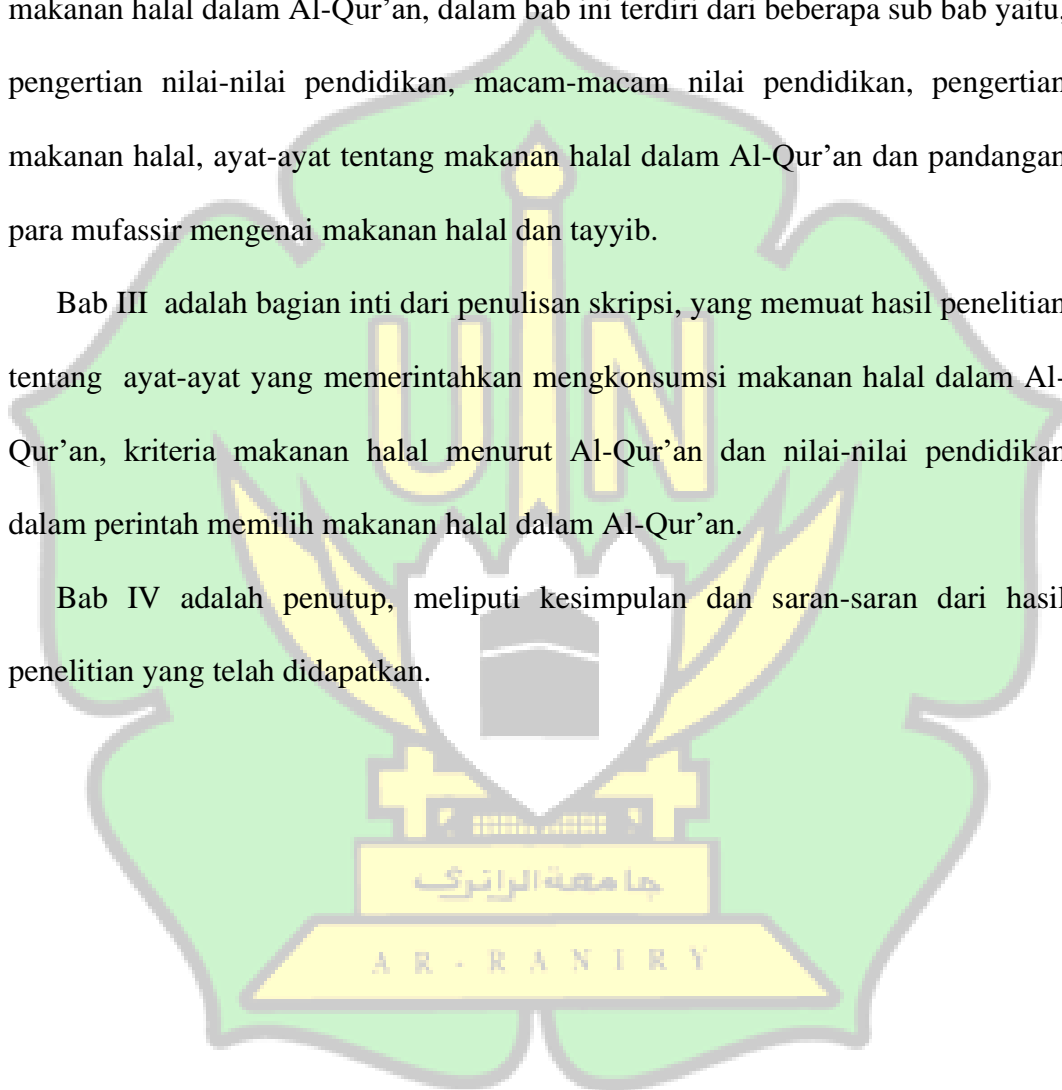 makanan halal dalam Al-Qur’an, dalam bab ini terdiri dari beberapa sub bab yaitu,
pengertian nilai-nilai pendidikan, macam-macam nilai pendidikan, pengertian
makanan halal, ayat-ayat tentang makanan halal dalam Al-Qur’an dan pandangan
para mufassir mengenai makanan halal dan tayyib.
Bab III adalah bagian inti dari penulisan skripsi, yang memuat hasil penelitian
tentang ayat-ayat yang memerintahkan mengkonsumsi makanan halal dalam Al-
Qur’an, kriteria makanan halal menurut Al-Qur’an dan nilai-nilai pendidikan
dalam perintah memilih makanan halal dalam Al-Qur’an.
Bab IV adalah penutup, meliputi kesimpulan dan saran-saran dari hasil
penelitian yang telah didapatkan.
UIN
جامعة الرانري
AR-RANIRY